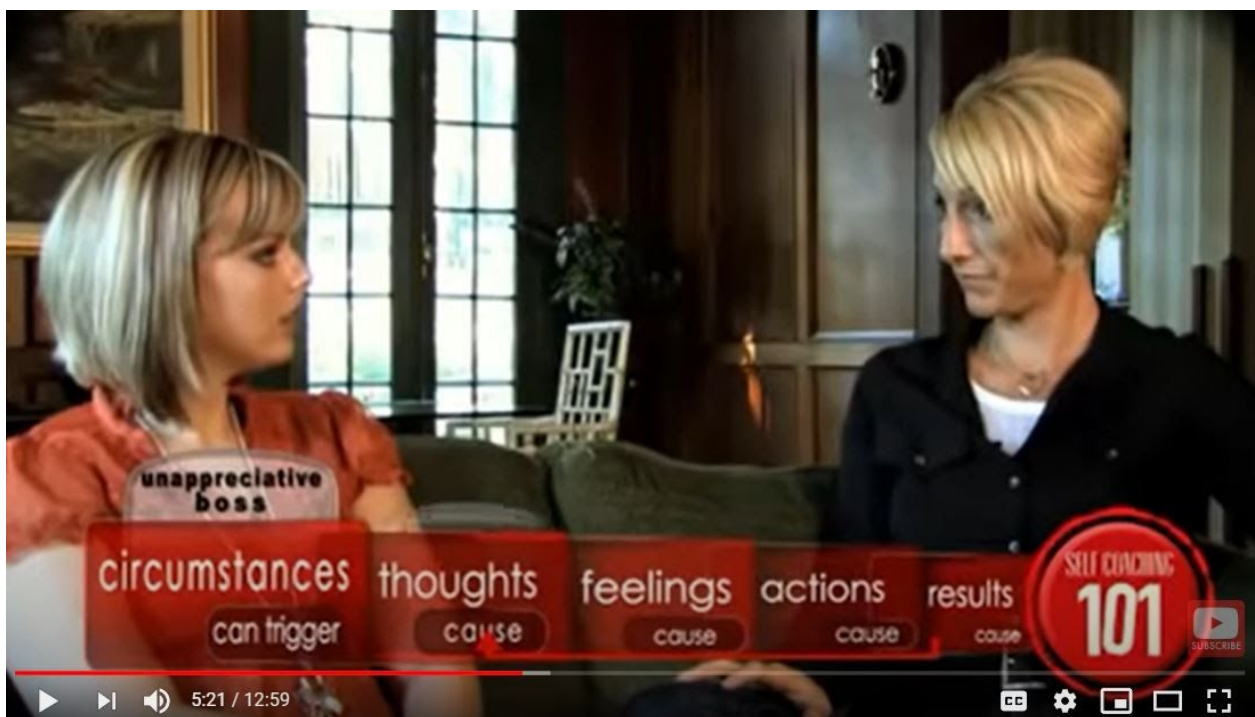 unappreciative
boss
circumstances
can trigger
thoughts
cause
feelings
cause
actions
cause
results
cause
SELF COACHING
101
SUBSCRIBE
5:21 / 12:59
CC